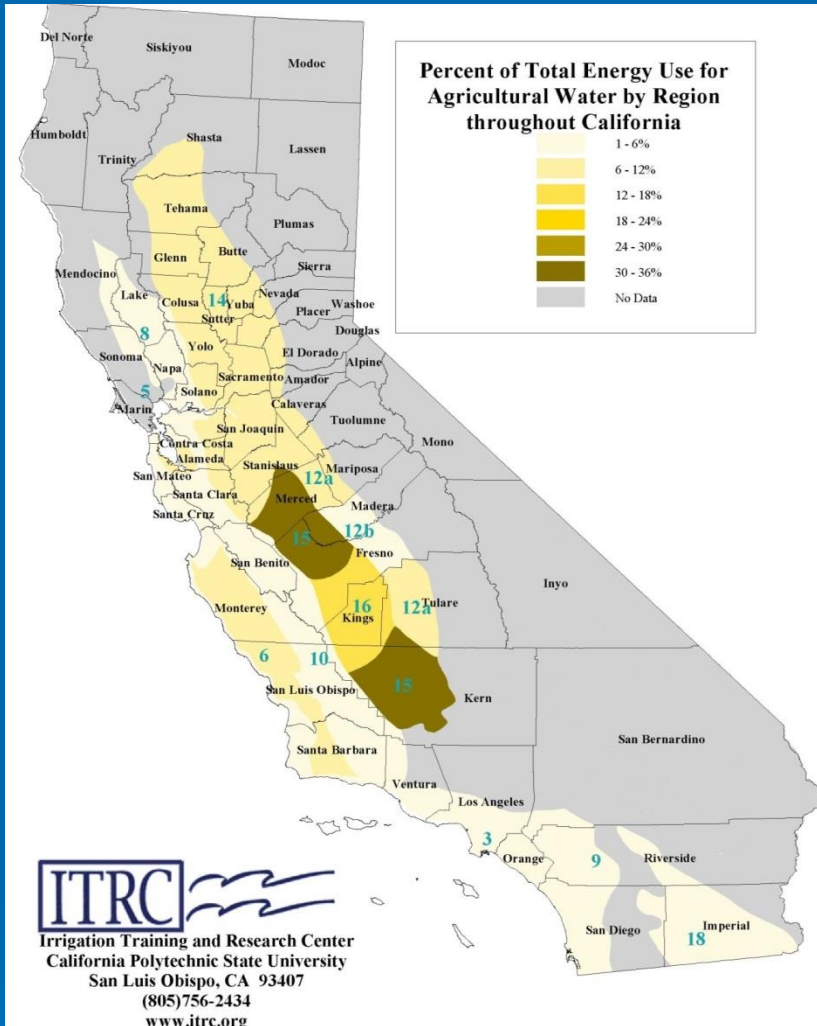 Del Norte
Siskiyou
Modoc
Percent of Total Energy Use for
Agricultural Water by Region
throughout California
1 - 6%
6 - 12%
12 - 18%
18 - 24%
24 - 30%
30 - 36%
No Data
Humboldt
Trinity
Shasta
Lassen
Tehama
Plumas
Glenn
Butte
Sierra
Mendocino
Lake
Colusa
14
Yuba
Nevada
Placer
Washoe
Sutter
Douglas
8
Sonoma
Yolo
El Dorado
Alpine
Napa
5
Solano
Sacramento
Amador
Marin
Calaveras
Tuolumne
Contra Costa
San Joaquin
Mono
Alameda
Stanislaus
Mariposa
San Mateo
12a
Santa Clara
Merced
Santa Cruz
Madera
15
12b
Fresno
San Benito
Inyo
Monterey
16
12a
Tulare
Kings
6
10
San Luis Obispo
15
Kern
San Bernardino
Santa Barbara
Ventura
Los Angeles
3
Orange
9
Riverside
San Diego
Imperial
18
ITRC
Irrigation Training and Research Center
California Polytechnic State University
San Luis Obispo, CA 93407
(805)756-2434
www.itrc.org